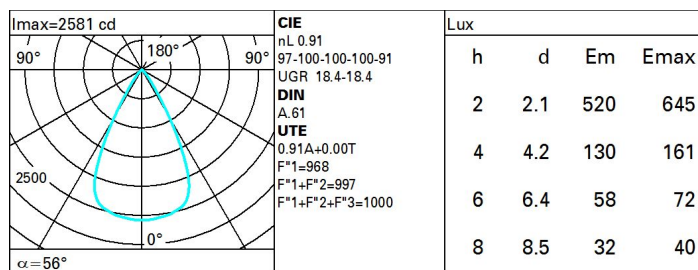 Imax=2581 cd
90° 180° 90°
2500
0°
α=56°
CIE
nL 0.91
97-100-100-100-91
UGR 18.4-18.4
DIN
A.61
UTE
0.91A+0.00T
F"1=968
F"1+F"2=997
F"1+F"2+F"3=1000
Lux
h d Em Emax
2 2.1 520 645
4 4.2 130 161
6 6.4 58 72
8 8.5 32 40